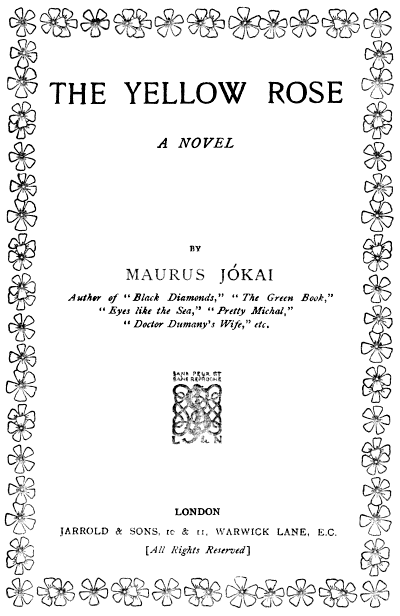 THE YELLOW ROSE
A NOVEL
BY
MAURUS JÓKAI
Author of "Black Diamonds," "The Green Book,"
"Eyes like the Sea," "Pretty Michal,"
"Doctor Dumany's Wife," etc.
SANS PEUR ET
SANS REPROCHE
L & N
LONDON
JARROLD & SONS, 10 & 11, WARWICK LANE, E.C.
[All Rights Reserved]